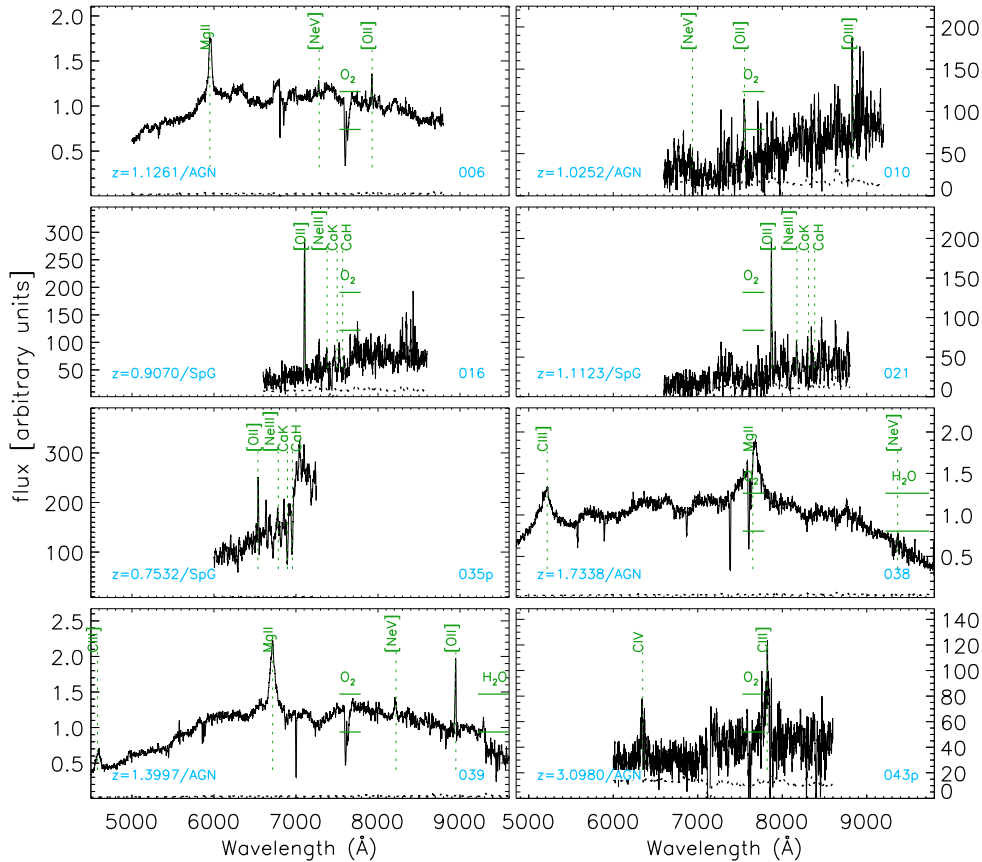 flux [arbitrary units]
2.0
1.5
1.0
0.5
MgII
[NeV]
[OII]
O2
z=1.1261/AGN
006
[NeV]
[OII]
[OIII]
O2
z=1.0252/AGN
010
200
150
100
50
0
300
250
200
150
100
50
[OII]
[NeIII]
CaK
CaH
O2
z=0.9070/SpG
016
[OII]
[NeIII]
CaK
CaH
O2
z=1.1123/SpG
021
200
150
100
50
0
300
200
100
[OII]
[NeIII]
CaK
CaH
z=0.7532/SpG
035p
CIII]
MgII
[NeV]
O2
H2O
z=1.7338/AGN
038
2.0
1.5
1.0
0.5
2.5
2.0
1.5
1.0
0.5
CIII]
MgII
[NeV]
[OII]
O2
H2O
z=1.3997/AGN
039
CIV
CIII]
O2
z=3.0980/AGN
043p
140
120
100
80
60
40
20
0
5000 6000 7000 8000 9000
Wavelength (Å)
5000 6000 7000 8000 9000
Wavelength (Å)